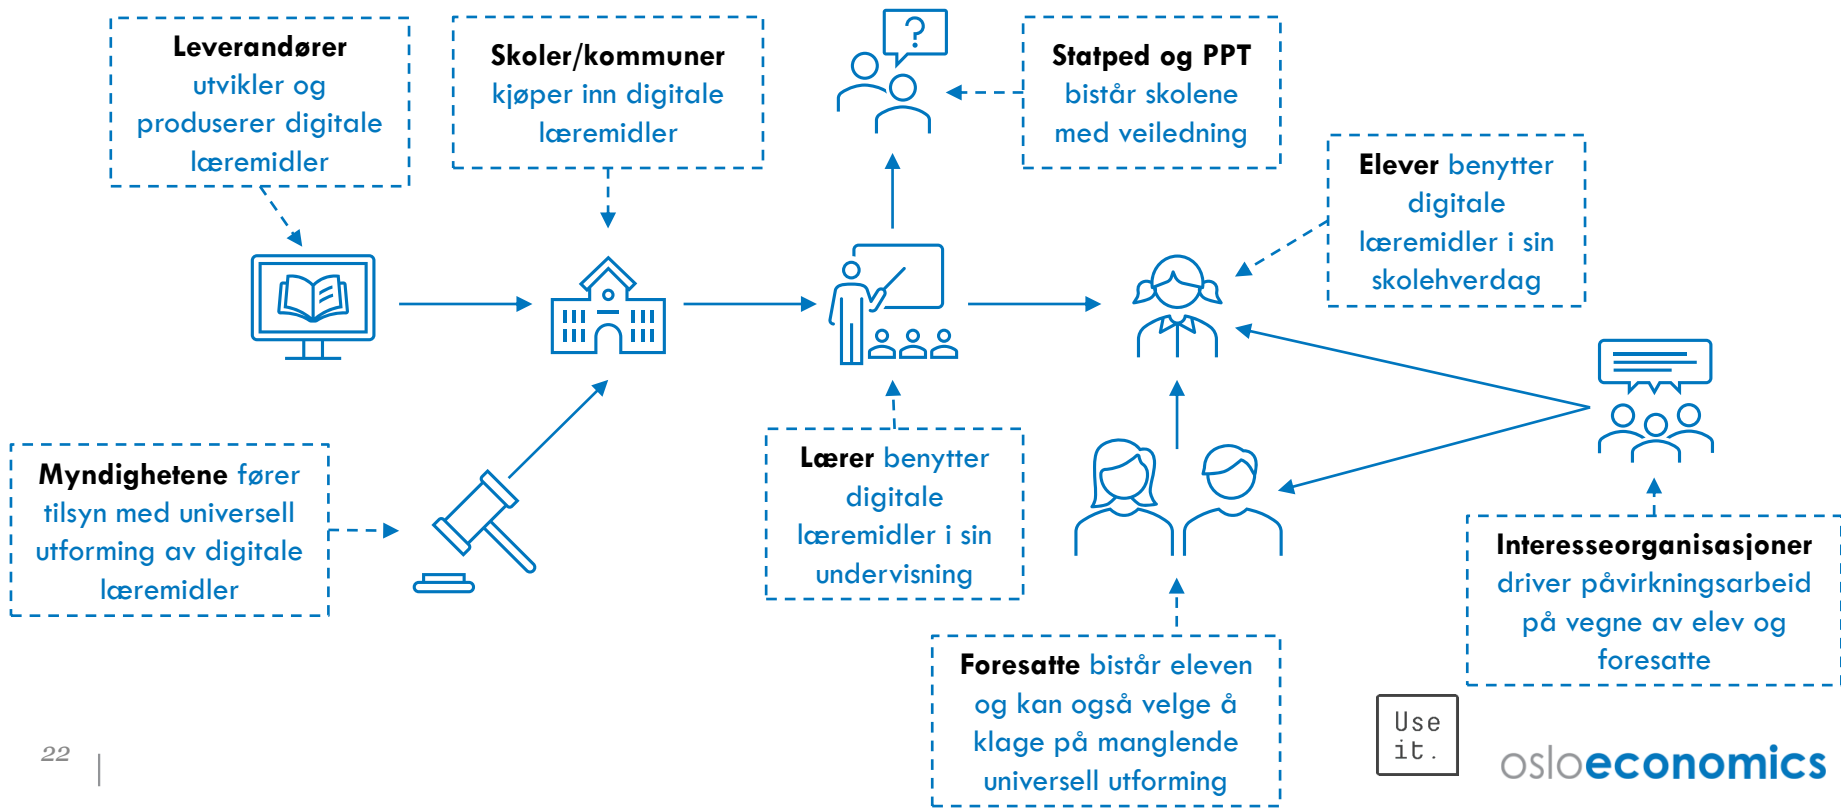 Leverandører
utvikler og
produserer digitale
læremidler
Skoler/kommuner
kjøper inn digitale
læremidler
?
Statped og PPT
bistår skolene
med veiledning
Elever benytter
digitale
læremidler i sin
skolehverdag
Myndighetene fører
tilsyn med universell
utforming av digitale
læremidler
Lærer benytter
digitale
læremidler i sin
undervisning
Foresatte bistår eleven
og kan også velge å
klage på manglende
universell utforming
Interesseorganisasjoner
driver påvirkningsarbeid
på vegne av elev og
foresatte
22
Use
it.
osloeconomics